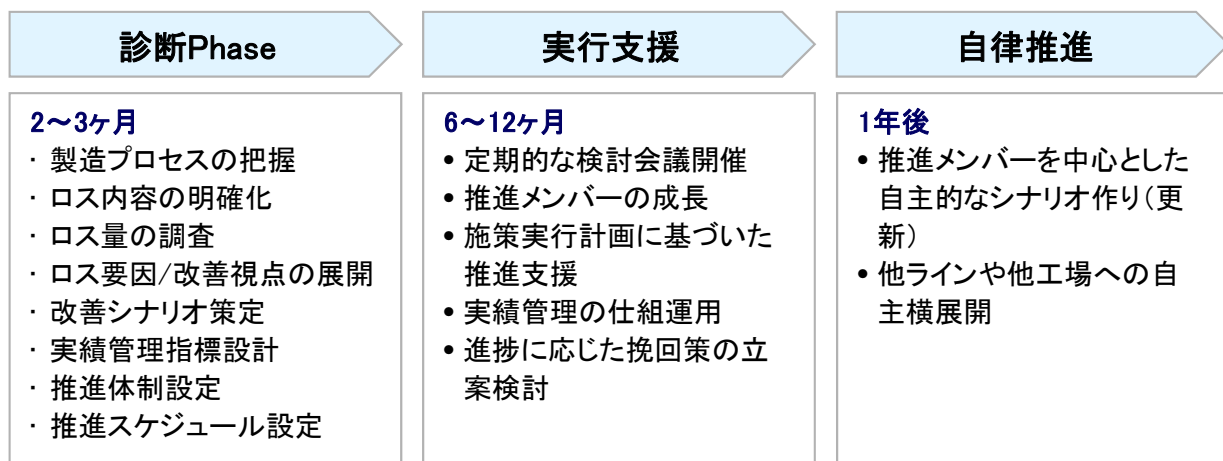 診断Phase
2～3ヶ月
・製造プロセスの把握
・ロス内容の明確化
・ロス量の調査
・ロス要因/改善視点の展開
・改善シナリオ策定
・実績管理指標設計
・推進体制設定
・推進スケジュール設定
実行支援
6～12ヶ月
•定期的な検討会議開催
•推進メンバーの成長
•施策実行計画に基づいた
推進支援
•実績管理の仕組運用
•進捗に応じた挽回策の立
案検討
自律推進
1年後
•推進メンバーを中心とした
自主的なシナリオ作り（更
新）
•他ラインや他工場への自
主横展開